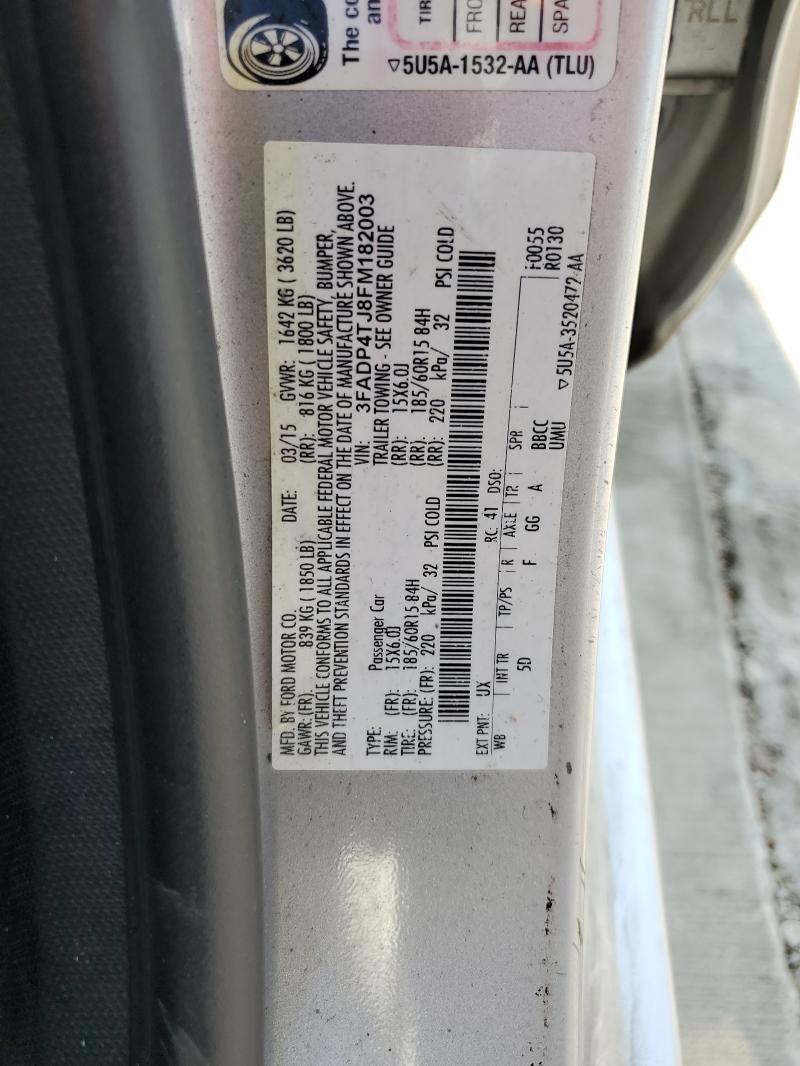 The co
an
TIR
FRO
REA
SPA
5U5A-1532-AA (TLU)
RLL
MFD. BY FORD MOTOR CO. DATE: 03/15 GVWR: 1642 KG ( 3620 LB)
GAWR: (FR): 839 KG ( 1850 LB) (RR): 816 KG ( 1800 LB)
THIS VEHICLE CONFORMS TO ALL APPLICABLE FEDERAL MOTOR VEHICLE SAFETY, BUMPER,
AND THEFT PREVENTION STANDARDS IN EFFECT ON THE DATE OF MANUFACTURE SHOWN ABOVE.
VIN: 3FADP4TJ8FM182003
TYPE: Passenger Car TRAILER TOWING - SEE OWNER GUIDE
RIM: (FR): 15X6.0J (RR): 15X6.0J
TIRE: (FR): 185/60R15 84H (RR): 185/60R15 84H
PRESSURE: (FR): 220 kPa/ 32 PSI COLD (RR): 220 kPa/ 32 PSI COLD
EXT PNT: UX RC: 41 DSO:
WB INT TR TP/PS R AXLE TR SPR
5D F GG A BBCC
UMU
F0055
R0130
5U5A-3520472-AA